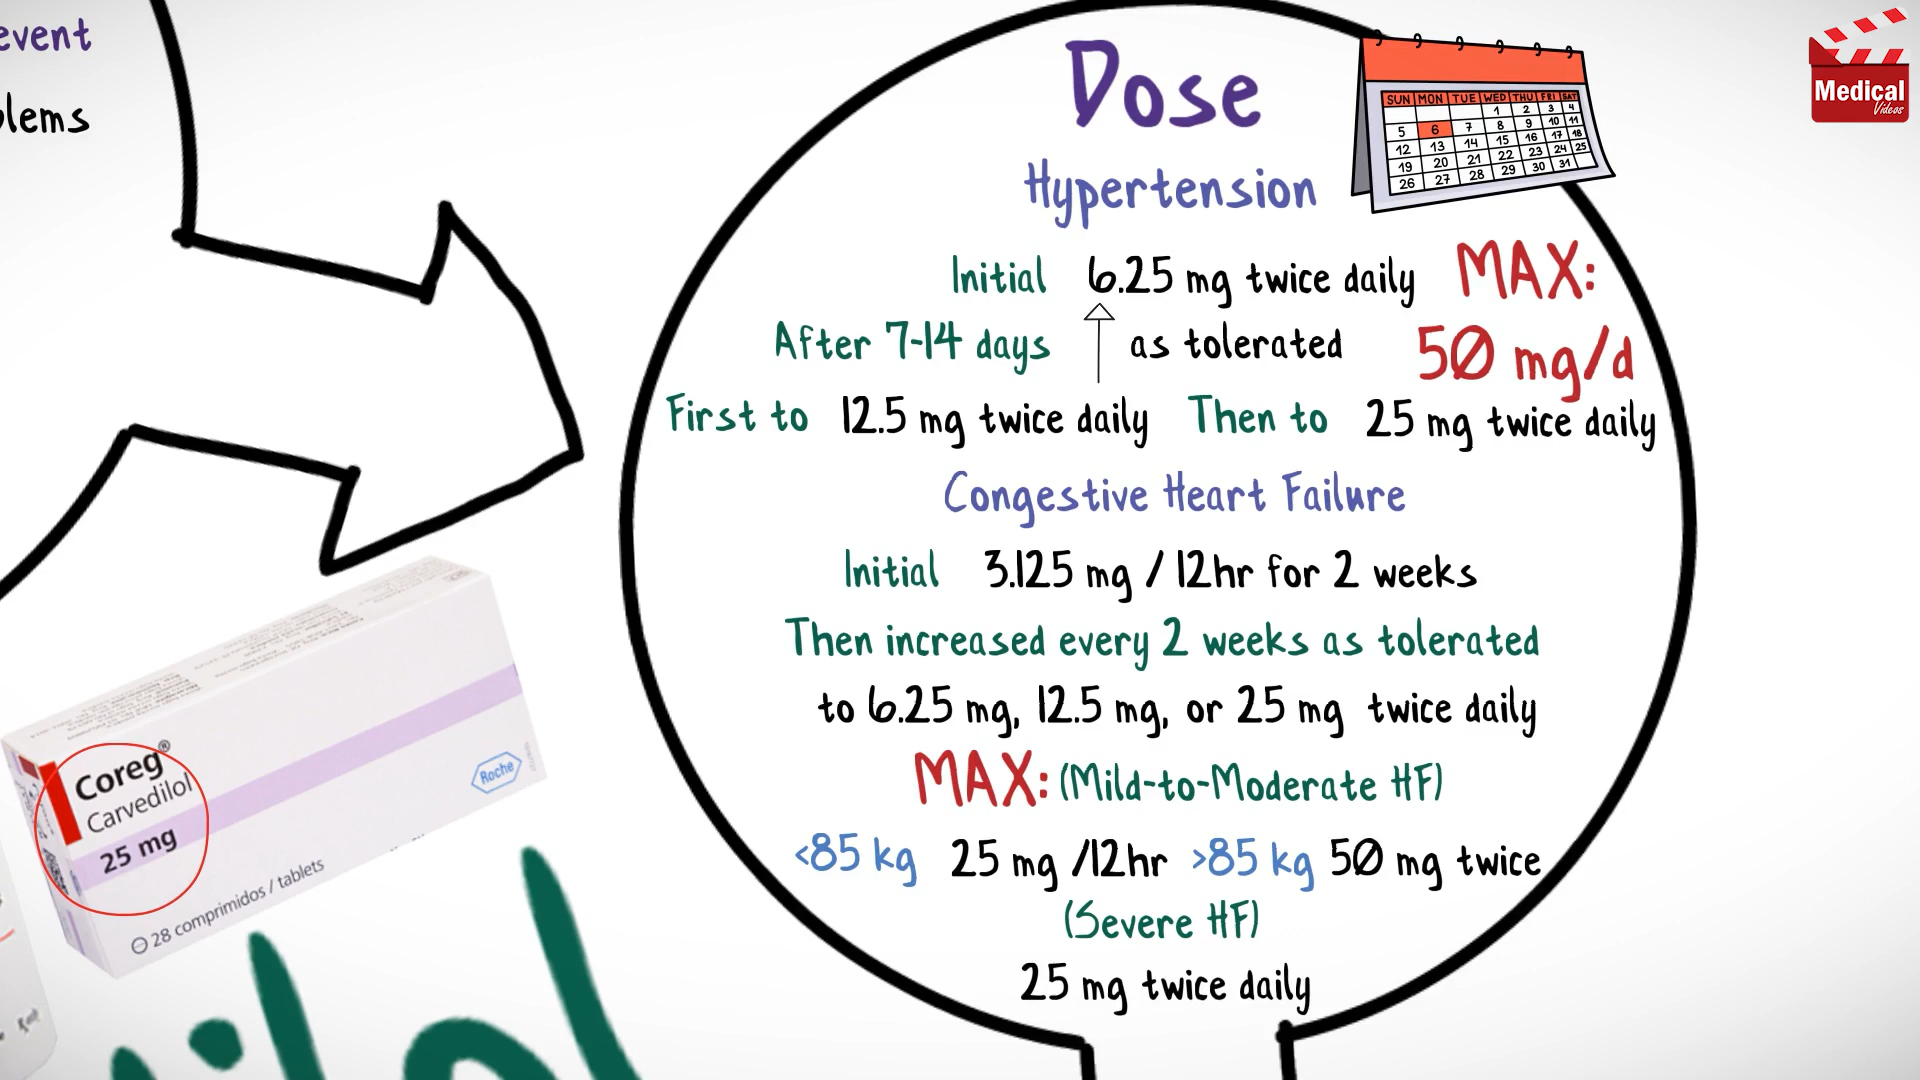 event
blems
Dose
Hypertension
Initial 6.25 mg twice daily
MAX:
50 mg/d
After 7-14 days as tolerated
First to 12.5 mg twice daily Then to 25 mg twice daily
Congestive Heart Failure
Initial 3.125 mg / 12hr for 2 weeks
Then increased every 2 weeks as tolerated
to 6.25 mg, 12.5 mg, or 25 mg twice daily
MAX: (Mild-to-Moderate HF)
<85 kg 25 mg /12hr >85 kg 50 mg twice
(Severe HF)
25 mg twice daily
SUN MON TUE WED THU FRI SAT
1 2 3 4
5 6 7 8 9 10 11
12 13 14 15 16 17 18
19 20 21 22 23 24 25
26 27 28 29 30 31
Medical
Videos
Coreg®
Carvedilol
25 mg
28 comprimidos / tablets
Roche
ilol